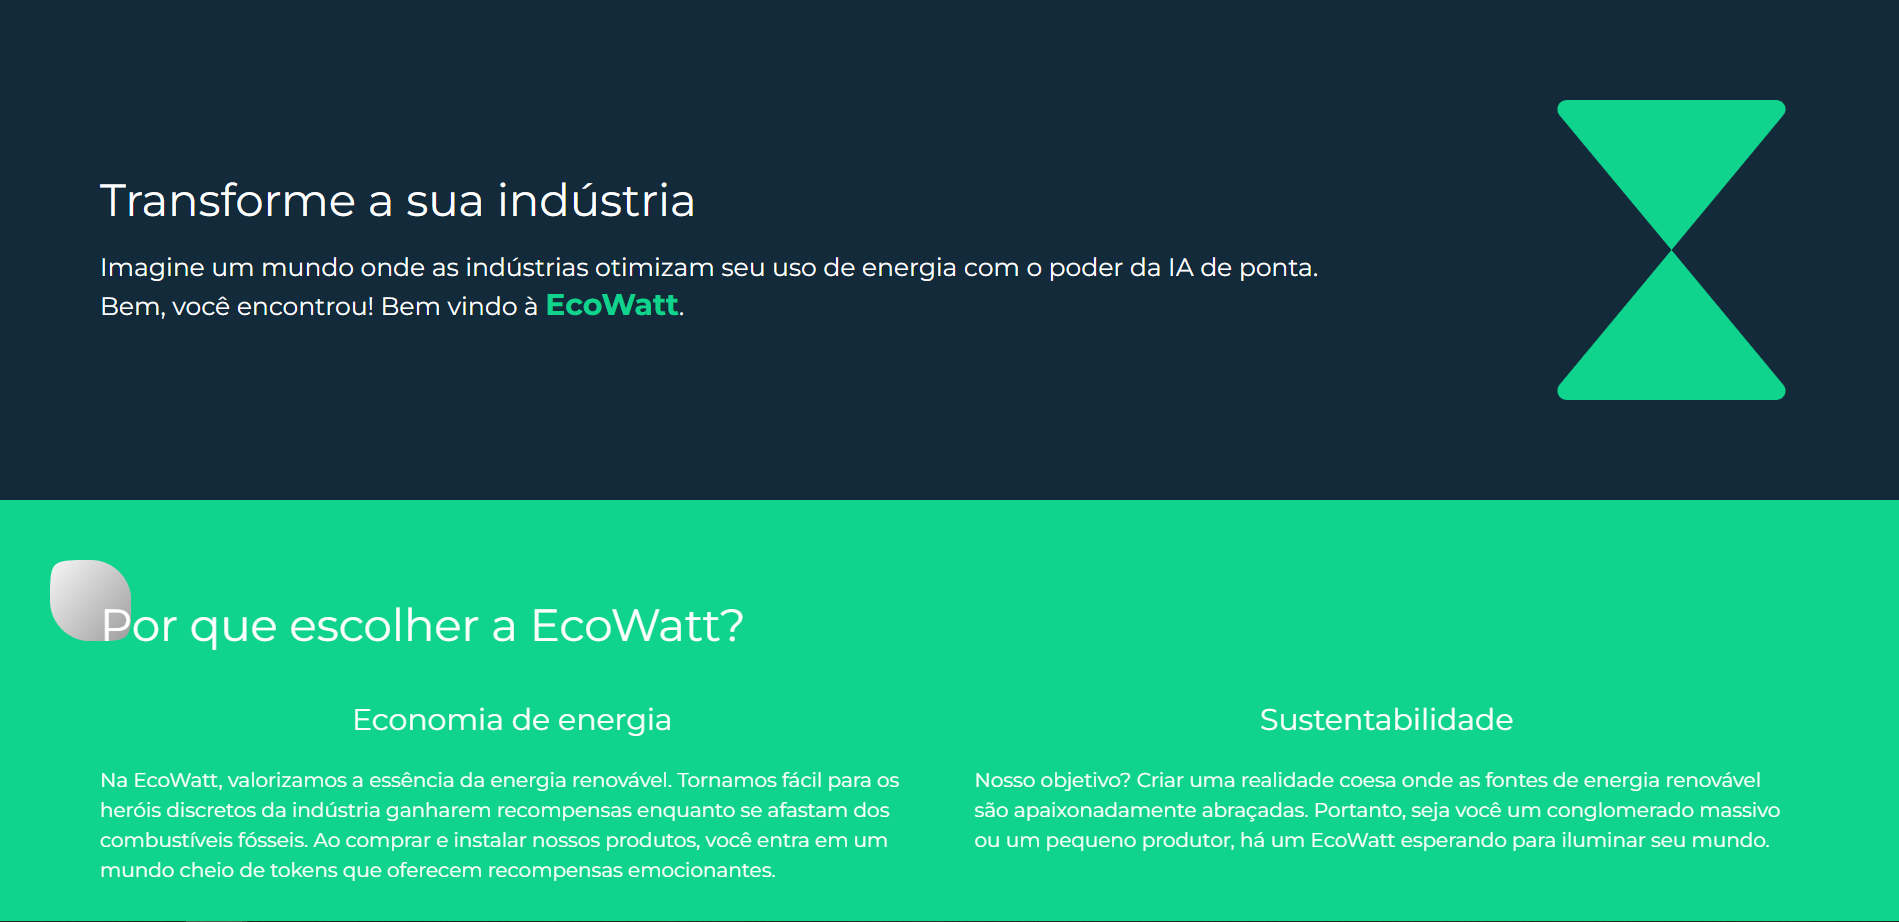 Transforme a sua indústria
Imagine um mundo onde as indústrias otimizam seu uso de energia com o poder da IA de ponta.
Bem, você encontrou! Bem vindo à EcoWatt.
Por que escolher a EcoWatt?
Economia de energia
Na EcoWatt, valorizamos a essência da energia renovável. Tornamos fácil para os
heróis discretos da indústria ganharem recompensas enquanto se afastam dos
combustíveis fósseis. Ao comprar e instalar nossos produtos, você entra em um
mundo cheio de tokens que oferecem recompensas emocionantes.
Sustentabilidade
Nosso objetivo? Criar uma realidade coesa onde as fontes de energia renovável
são apaixonadamente abraçadas. Portanto, seja você um conglomerado massivo
ou um pequeno produtor, há um EcoWatt esperando para iluminar seu mundo.